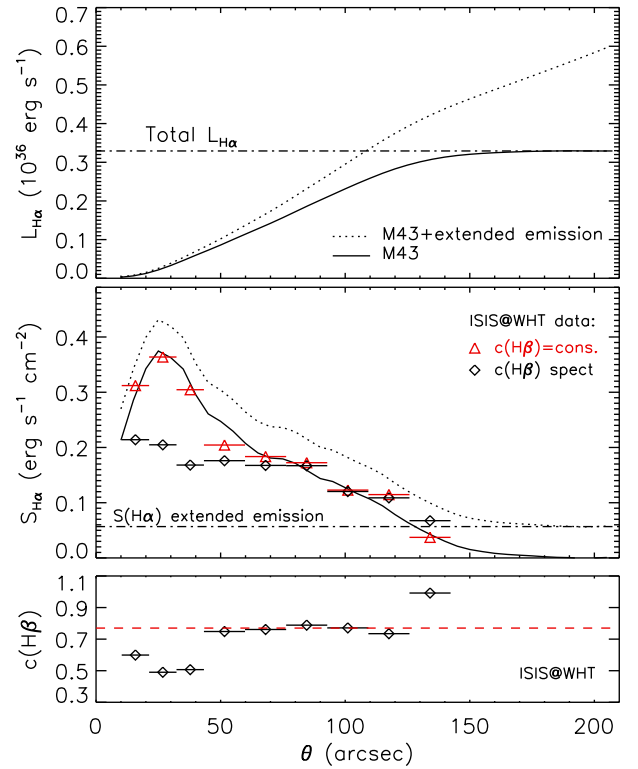 0.7
0.6
0.5
0.4
0.3
0.2
0.1
0.0
L_Hα (10^36 erg s^−1)
Total L_Hα
M43+extended emission
M43
0.4
0.3
0.2
0.1
0.0
S_Hα (erg s^−1 cm^−2)
ISIS@WHT data:
c(Hβ)=cons.
c(Hβ) spect
S(Hα) extended emission
1.1
0.9
0.7
0.5
0.3
c(Hβ)
ISIS@WHT
0 50 100 150 200
θ (arcsec)